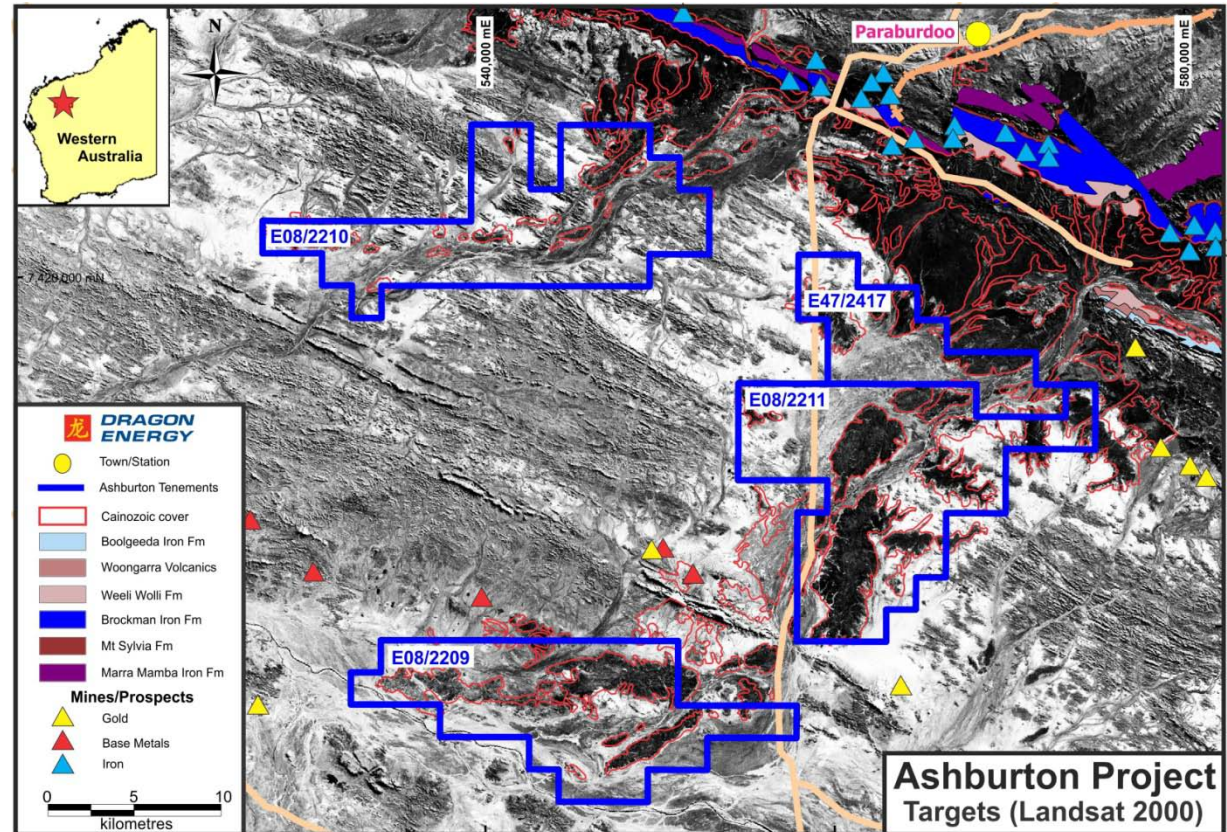 N
Western
Australia
540,000 mE
Paraburdoo
580,000 mE
E08/2210
7 420,000 mN
E47/2417
E08/2211
E08/2209
龙
DRAGON
ENERGY
Town/Station
Ashburton Tenements
Cainozoic cover
Boolgeeda Iron Fm
Woongarra Volcanics
Weeli Wolli Fm
Brockman Iron Fm
Mt Sylvia Fm
Marra Mamba Iron Fm
Mines/Prospects
Gold
Base Metals
Iron
0 5 10
kilometres
Ashburton Project
Targets (Landsat 2000)